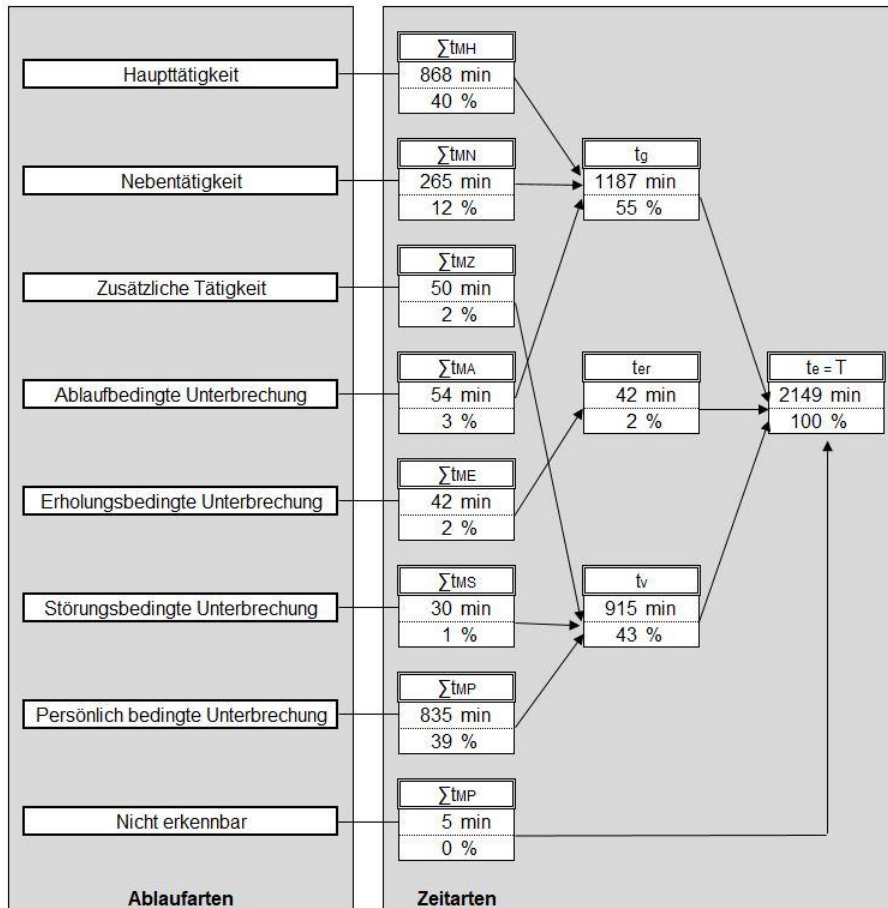 Haupttätigkeit
∑tMH
868 min
40 %
Nebentätigkeit
∑tMN
265 min
12 %
tg
1187 min
55 %
Zusätzliche Tätigkeit
∑tMZ
50 min
2 %
Ablaufbedingte Unterbrechung
∑tMA
54 min
3 %
ter
42 min
2 %
te = T
2149 min
100 %
Erholungsbedingte Unterbrechung
∑tME
42 min
2 %
Störungsbedingte Unterbrechung
∑tMS
30 min
1 %
tv
915 min
43 %
Persönlich bedingte Unterbrechung
∑tMP
835 min
39 %
Nicht erkennbar
∑tMP
5 min
0 %
Ablaufarten
Zeitarten